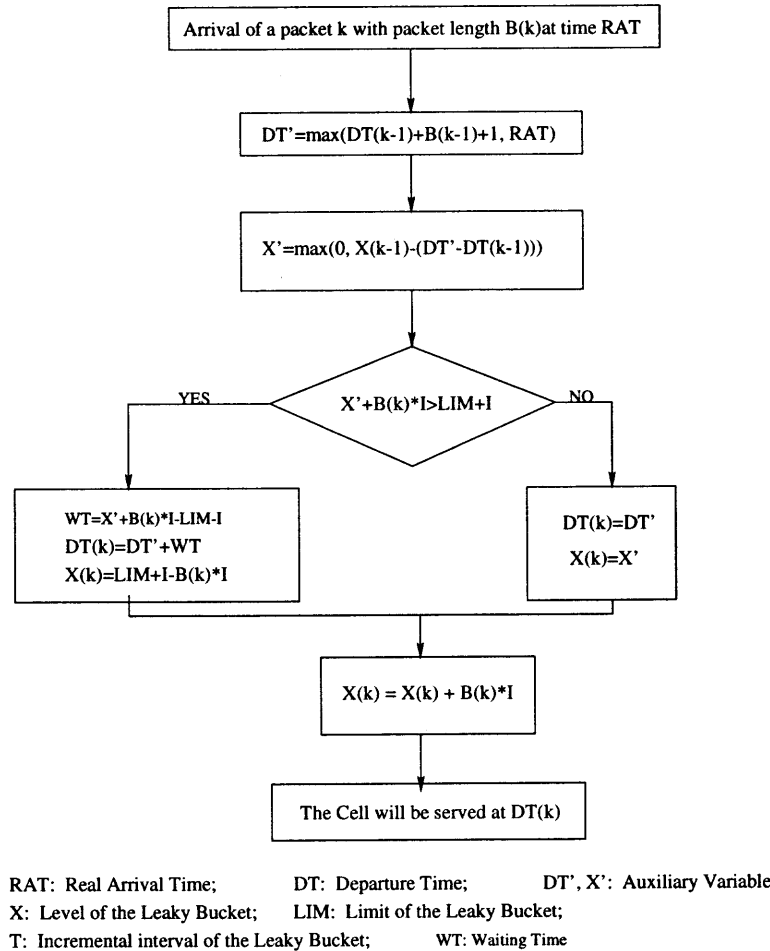 Arrival of a packet k with packet length B(k)at time RAT
DT'=max(DT(k-1)+B(k-1)+1, RAT)
X'=max(0, X(k-1)-(DT'-DT(k-1)))
X'+B(k)*I>LIM+I
YES
NO
WT=X'+B(k)*I-LIM-I
DT(k)=DT'+WT
X(k)=LIM+I-B(k)*I
DT(k)=DT'
X(k)=X'
X(k) = X(k) + B(k)*I
The Cell will be served at DT(k)
RAT: Real Arrival Time; DT: Departure Time; DT', X': Auxiliary Variable
X: Level of the Leaky Bucket; LIM: Limit of the Leaky Bucket;
T: Incremental interval of the Leaky Bucket; WT: Waiting Time